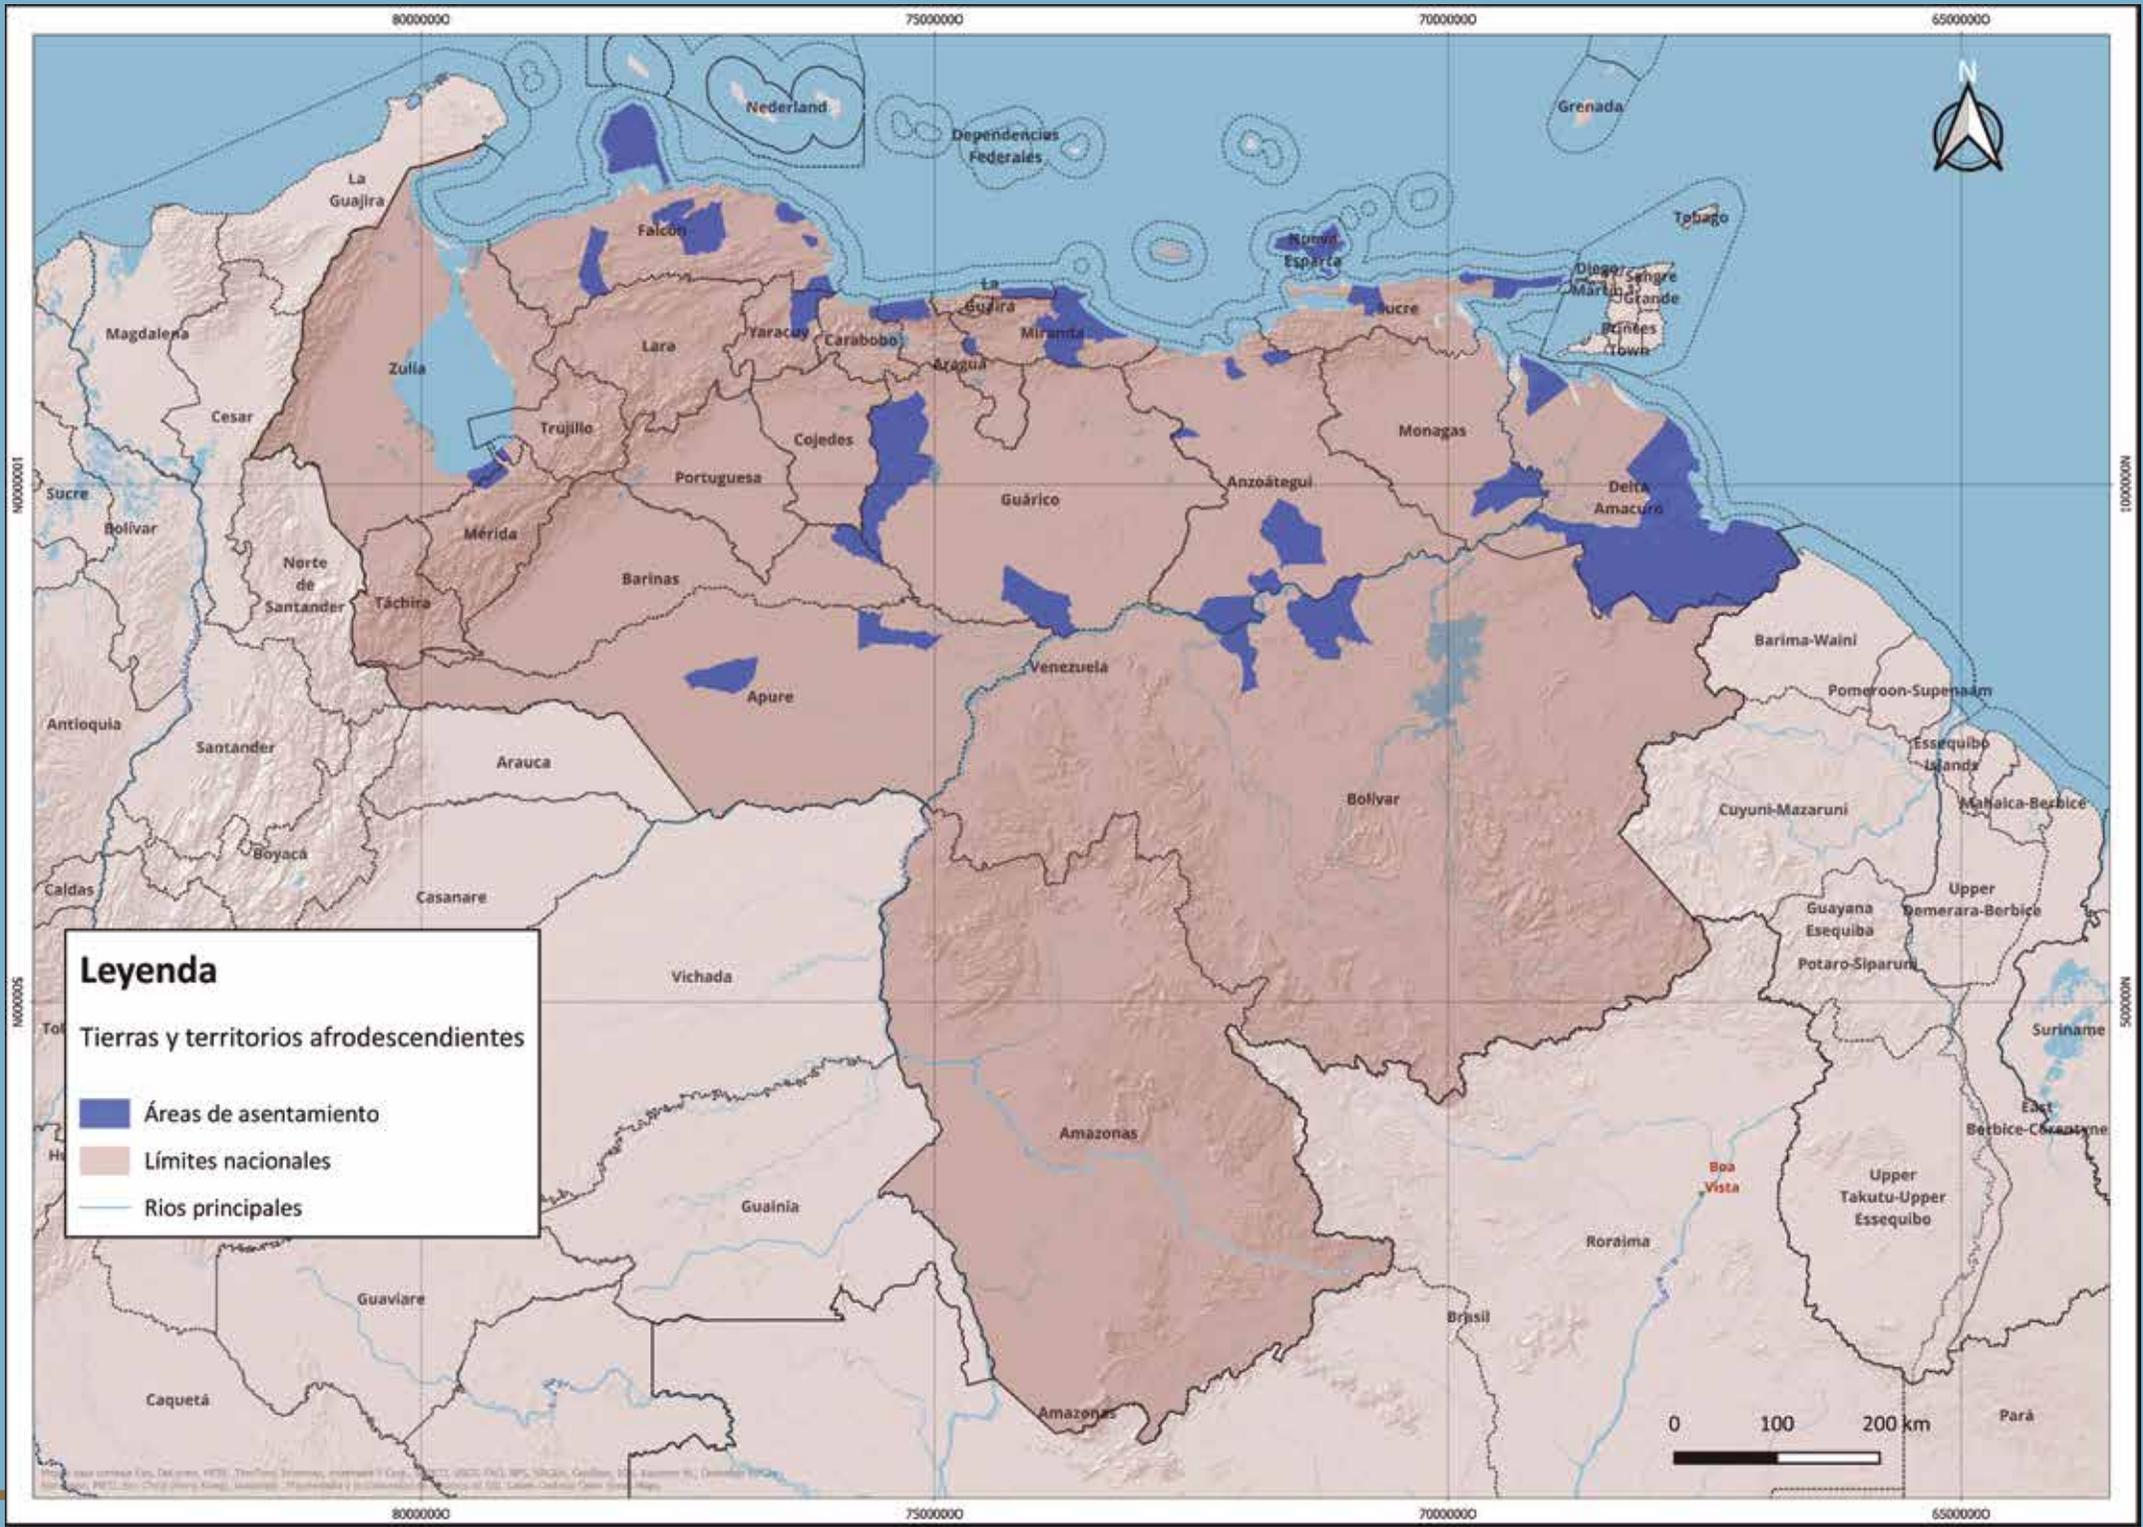 80000000 75000000 70000000 65000000
N
Nederland
Grenada
Dependencias
Federales
La
Guajira
Tobago
Falcón
Nueva
Esparta
Diego
Martin
Sangre
Grande
La
Guaira
Sucre
Magdalena
Yaracuy
Carabobo
Miranda
Princes
Town
Lara
Aragua
Zulia
Cesar
Trujillo
Cojedes
Monagas
Portuguesa
Anzoátegui
Delta
Amacuro
Guárico
Sucre
Bolívar
Mérida
Norte
de
Santander
Barinas
Táchira
Barima-Waini
Venezuela
Pomeroon-Supenaam
Apure
Antioquia
Santander
Arauca
Essequibo
Islands
Bolívar
Cuyuni-Mazaruni
Mahaica-Berbice
Boyacá
Caldas
Casanare
Upper
Demerara-Berbice
Guayana
Esequiba
Potaro-Siparuni
Vichada
Suriname
East
Berbice-Corentyne
Amazonas
Boa
Vista
Upper
Takutu-Upper
Essequibo
Guainia
Roraima
Guaviare
Brasil
Caquetá
Amazonas
Pará
Leyenda
Tierras y territorios afrodescendientes
Áreas de asentamiento
Límites nacionales
Rios principales
0 100 200 km
80000000 75000000 70000000 65000000